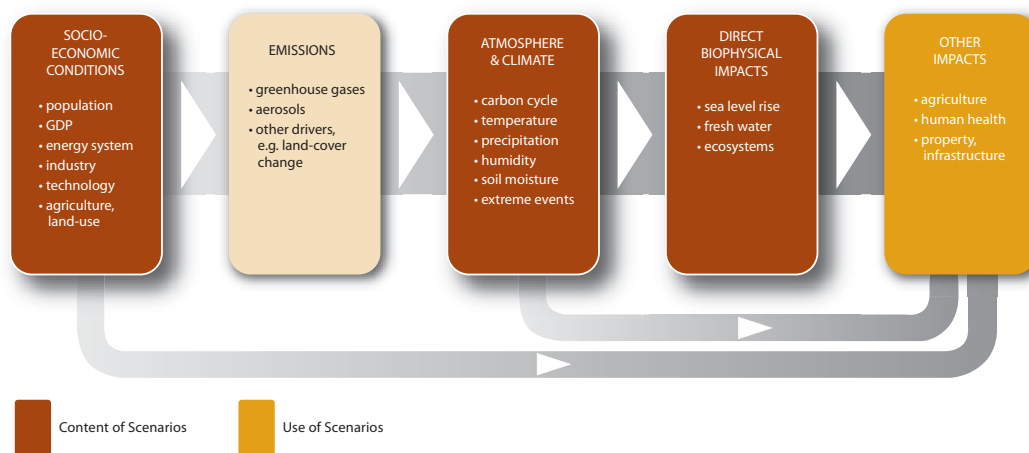 SOCIO-
ECONOMIC
CONDITIONS
• population
• GDP
• energy system
• industry
• technology
• agriculture,
land-use
EMISSIONS
• greenhouse gases
• aerosols
• other drivers,
e.g. land-cover
change
ATMOSPHERE
& CLIMATE
• carbon cycle
• temperature
• precipitation
• humidity
• soil moisture
• extreme events
DIRECT
BIOPHYSICAL
IMPACTS
• sea level rise
• fresh water
• ecosystems
OTHER
IMPACTS
• agriculture
• human health
• property,
infrastructure
Content of Scenarios
Use of Scenarios